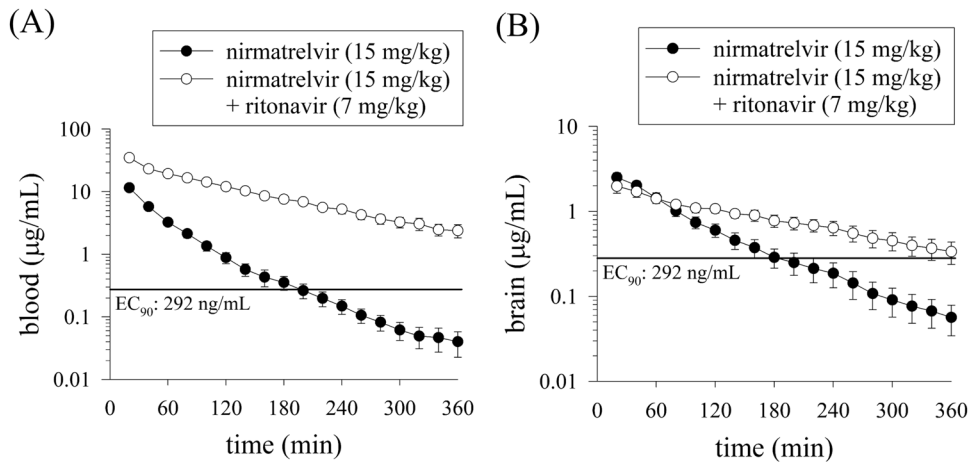 (A)
nirmatrelvir (15 mg/kg)
nirmatrelvir (15 mg/kg)
+ ritonavir (7 mg/kg)
blood (µg/mL)
100
10
1
0.1
0.01
EC90: 292 ng/mL
0 60 120 180 240 300 360
time (min)
(B)
nirmatrelvir (15 mg/kg)
nirmatrelvir (15 mg/kg)
+ ritonavir (7 mg/kg)
brain (µg/mL)
10
1
0.1
0.01
EC90: 292 ng/mL
0 60 120 180 240 300 360
time (min)